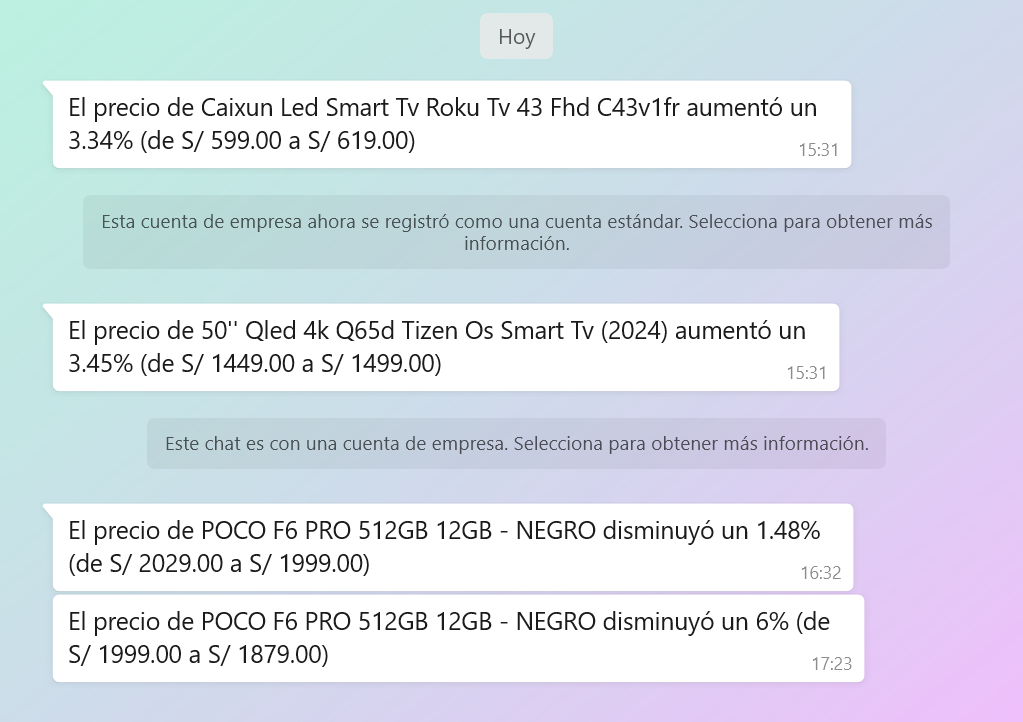 Hoy
El precio de Caixun Led Smart Tv Roku Tv 43 Fhd C43v1fr aumentó un
3.34% (de S/ 599.00 a S/ 619.00)
15:31
Esta cuenta de empresa ahora se registró como una cuenta estándar. Selecciona para obtener más
información.
El precio de 50'' Qled 4k Q65d Tizen Os Smart Tv (2024) aumentó un
3.45% (de S/ 1449.00 a S/ 1499.00)
15:31
Este chat es con una cuenta de empresa. Selecciona para obtener más información.
El precio de POCO F6 PRO 512GB 12GB - NEGRO disminuyó un 1.48%
(de S/ 2029.00 a S/ 1999.00)
16:32
El precio de POCO F6 PRO 512GB 12GB - NEGRO disminuyó un 6% (de
S/ 1999.00 a S/ 1879.00)
17:23